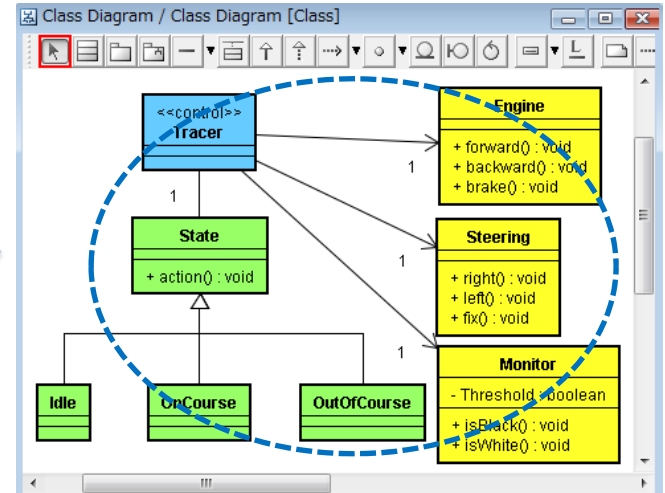 Class Diagram / Class Diagram [Class]
L
<<control>>
Tracer
1
State
+ action() : void
Idle
OnCourse
OutOfCourse
Engine
+ forward() : void
+ backward() : void
+ brake() : void
1
Steering
+ right() : void
+ left() : void
+ fix() : void
1
Monitor
- Threshold : boolean
+ isBlack() : void
+ isWhite() : void
1